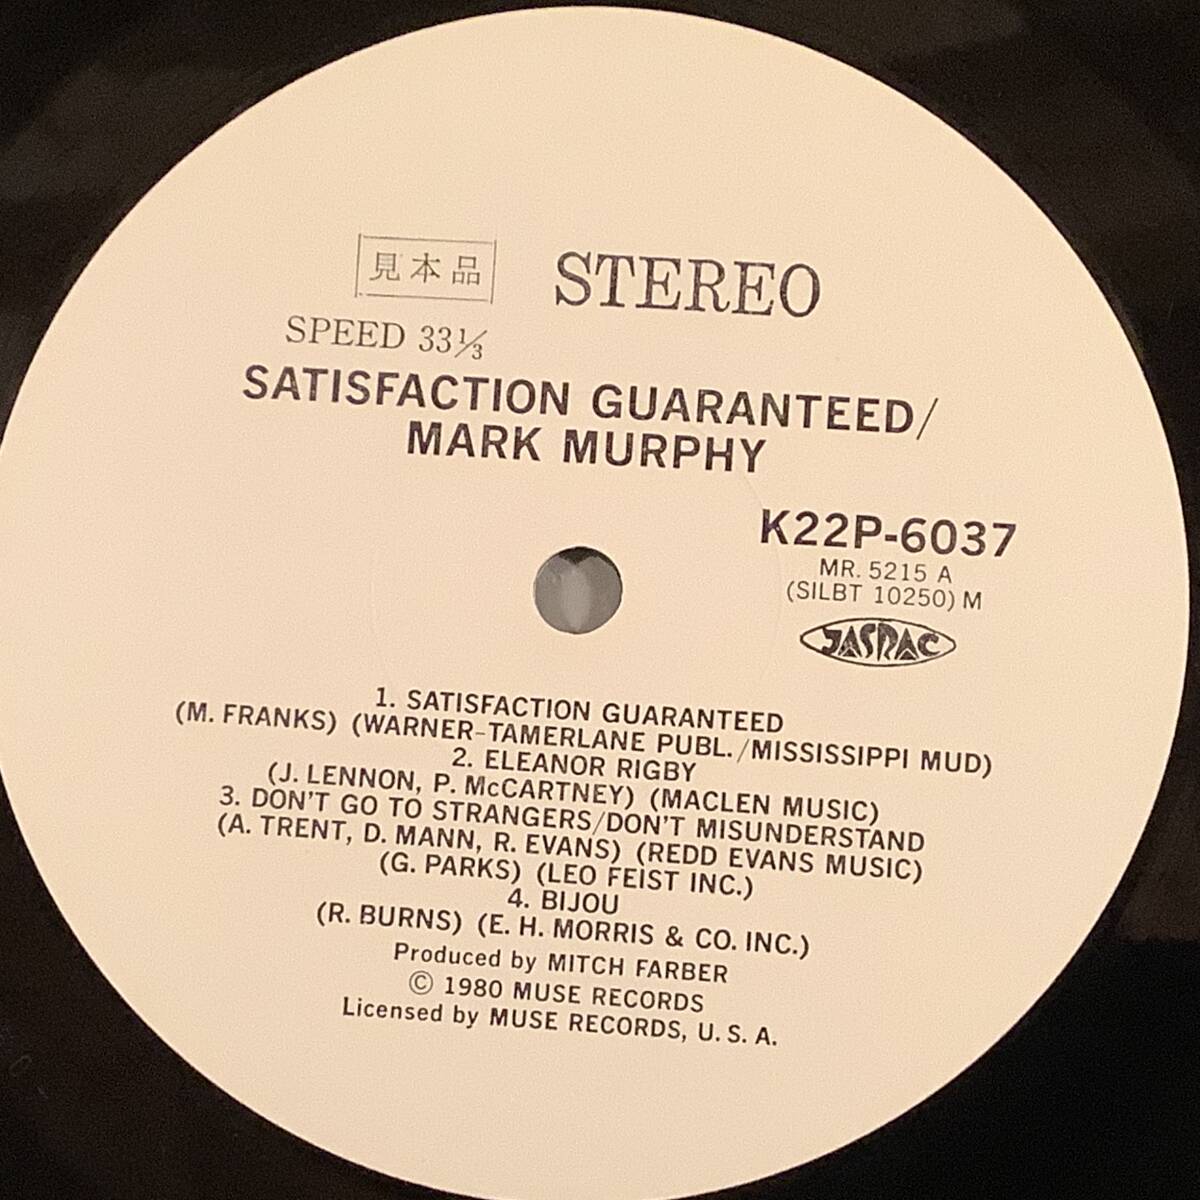 見本品
STEREO
SPEED 33⅓
SATISFACTION GUARANTEED/
MARK MURPHY
K22P-6037
MR. 5215 A
(SILBT 10250) M
JASRAC
1. SATISFACTION GUARANTEED
(M. FRANKS) (WARNER-TAMERLANE PUBL./MISSISSIPPI MUD)
2. ELEANOR RIGBY
(J. LENNON, P. McCARTNEY) (MACLEN MUSIC)
3. DON'T GO TO STRANGERS/DON'T MISUNDERSTAND
(A. TRENT, D. MANN, R. EVANS) (REDD EVANS MUSIC)
(G. PARKS) (LEO FEIST INC.)
4. BIJOU
(R. BURNS) (E. H. MORRIS & CO. INC.)
Produced by MITCH FARBER
© 1980 MUSE RECORDS
Licensed by MUSE RECORDS, U. S. A.